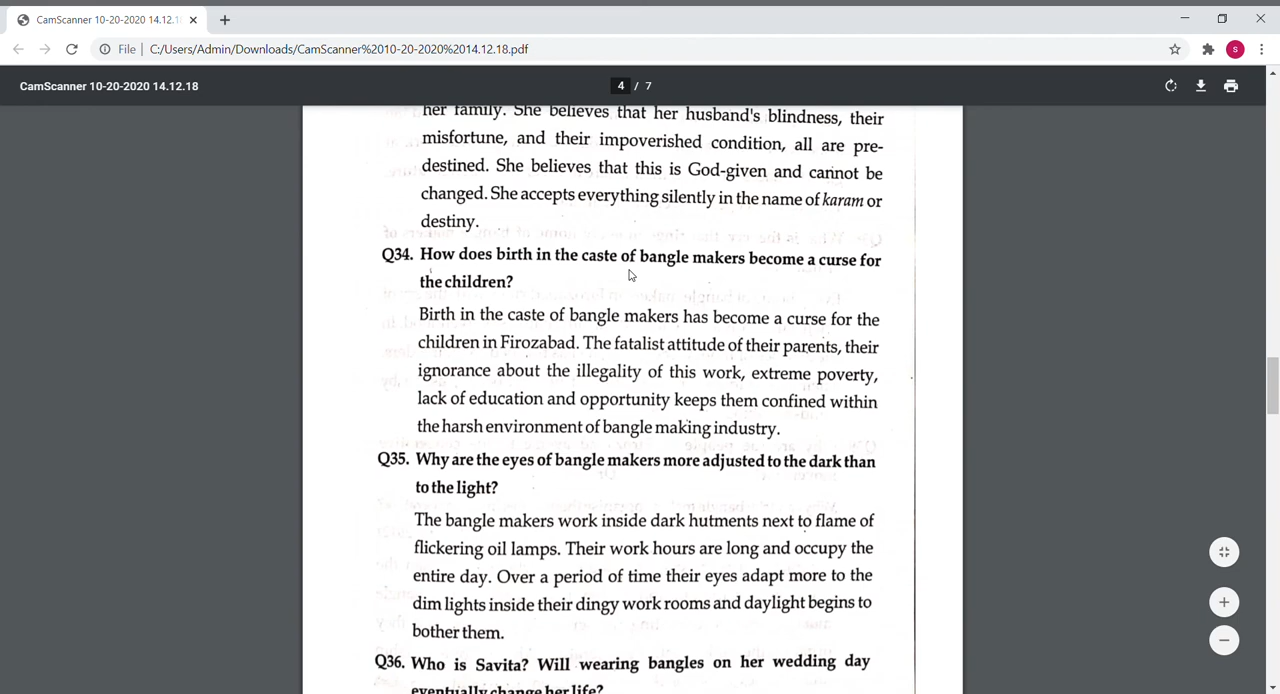 CamScanner 10-20-2020 14.12.1
File | C:/Users/Admin/Downloads/CamScanner%2010-20-2020%2014.12.18.pdf
S
CamScanner 10-20-2020 14.12.18
4 / 7
her family. She believes that her husband's blindness, their
misfortune, and their impoverished condition, all are pre-
destined. She believes that this is God-given and cannot be
changed. She accepts everything silently in the name of karam or
destiny.
Q34. How does birth in the caste of bangle makers become a curse for
the children?
Birth in the caste of bangle makers has become a curse for the
children in Firozabad. The fatalist attitude of their parents, their
ignorance about the illegality of this work, extreme poverty,
lack of education and opportunity keeps them confined within
the harsh environment of bangle making industry.
Q35. Why are the eyes of bangle makers more adjusted to the dark than
to the light?
The bangle makers work inside dark hutments next to flame of
flickering oil lamps. Their work hours are long and occupy the
entire day. Over a period of time their eyes adapt more to the
dim lights inside their dingy work rooms and daylight begins to
bother them.
Q36. Who is Savita? Will wearing bangles on her wedding day
eventually change her life?